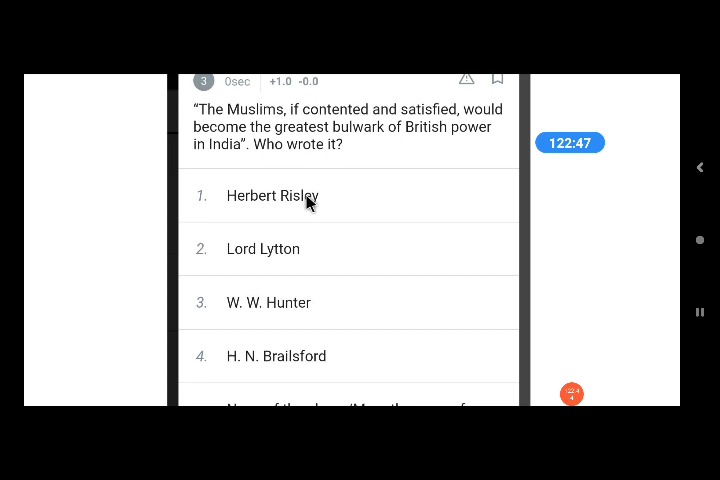 3 0sec +1.0 -0.0
“The Muslims, if contented and satisfied, would
become the greatest bulwark of British power
in India”. Who wrote it?
122:47
1. Herbert Risley
2. Lord Lytton
3. W. W. Hunter
4. H. N. Brailsford